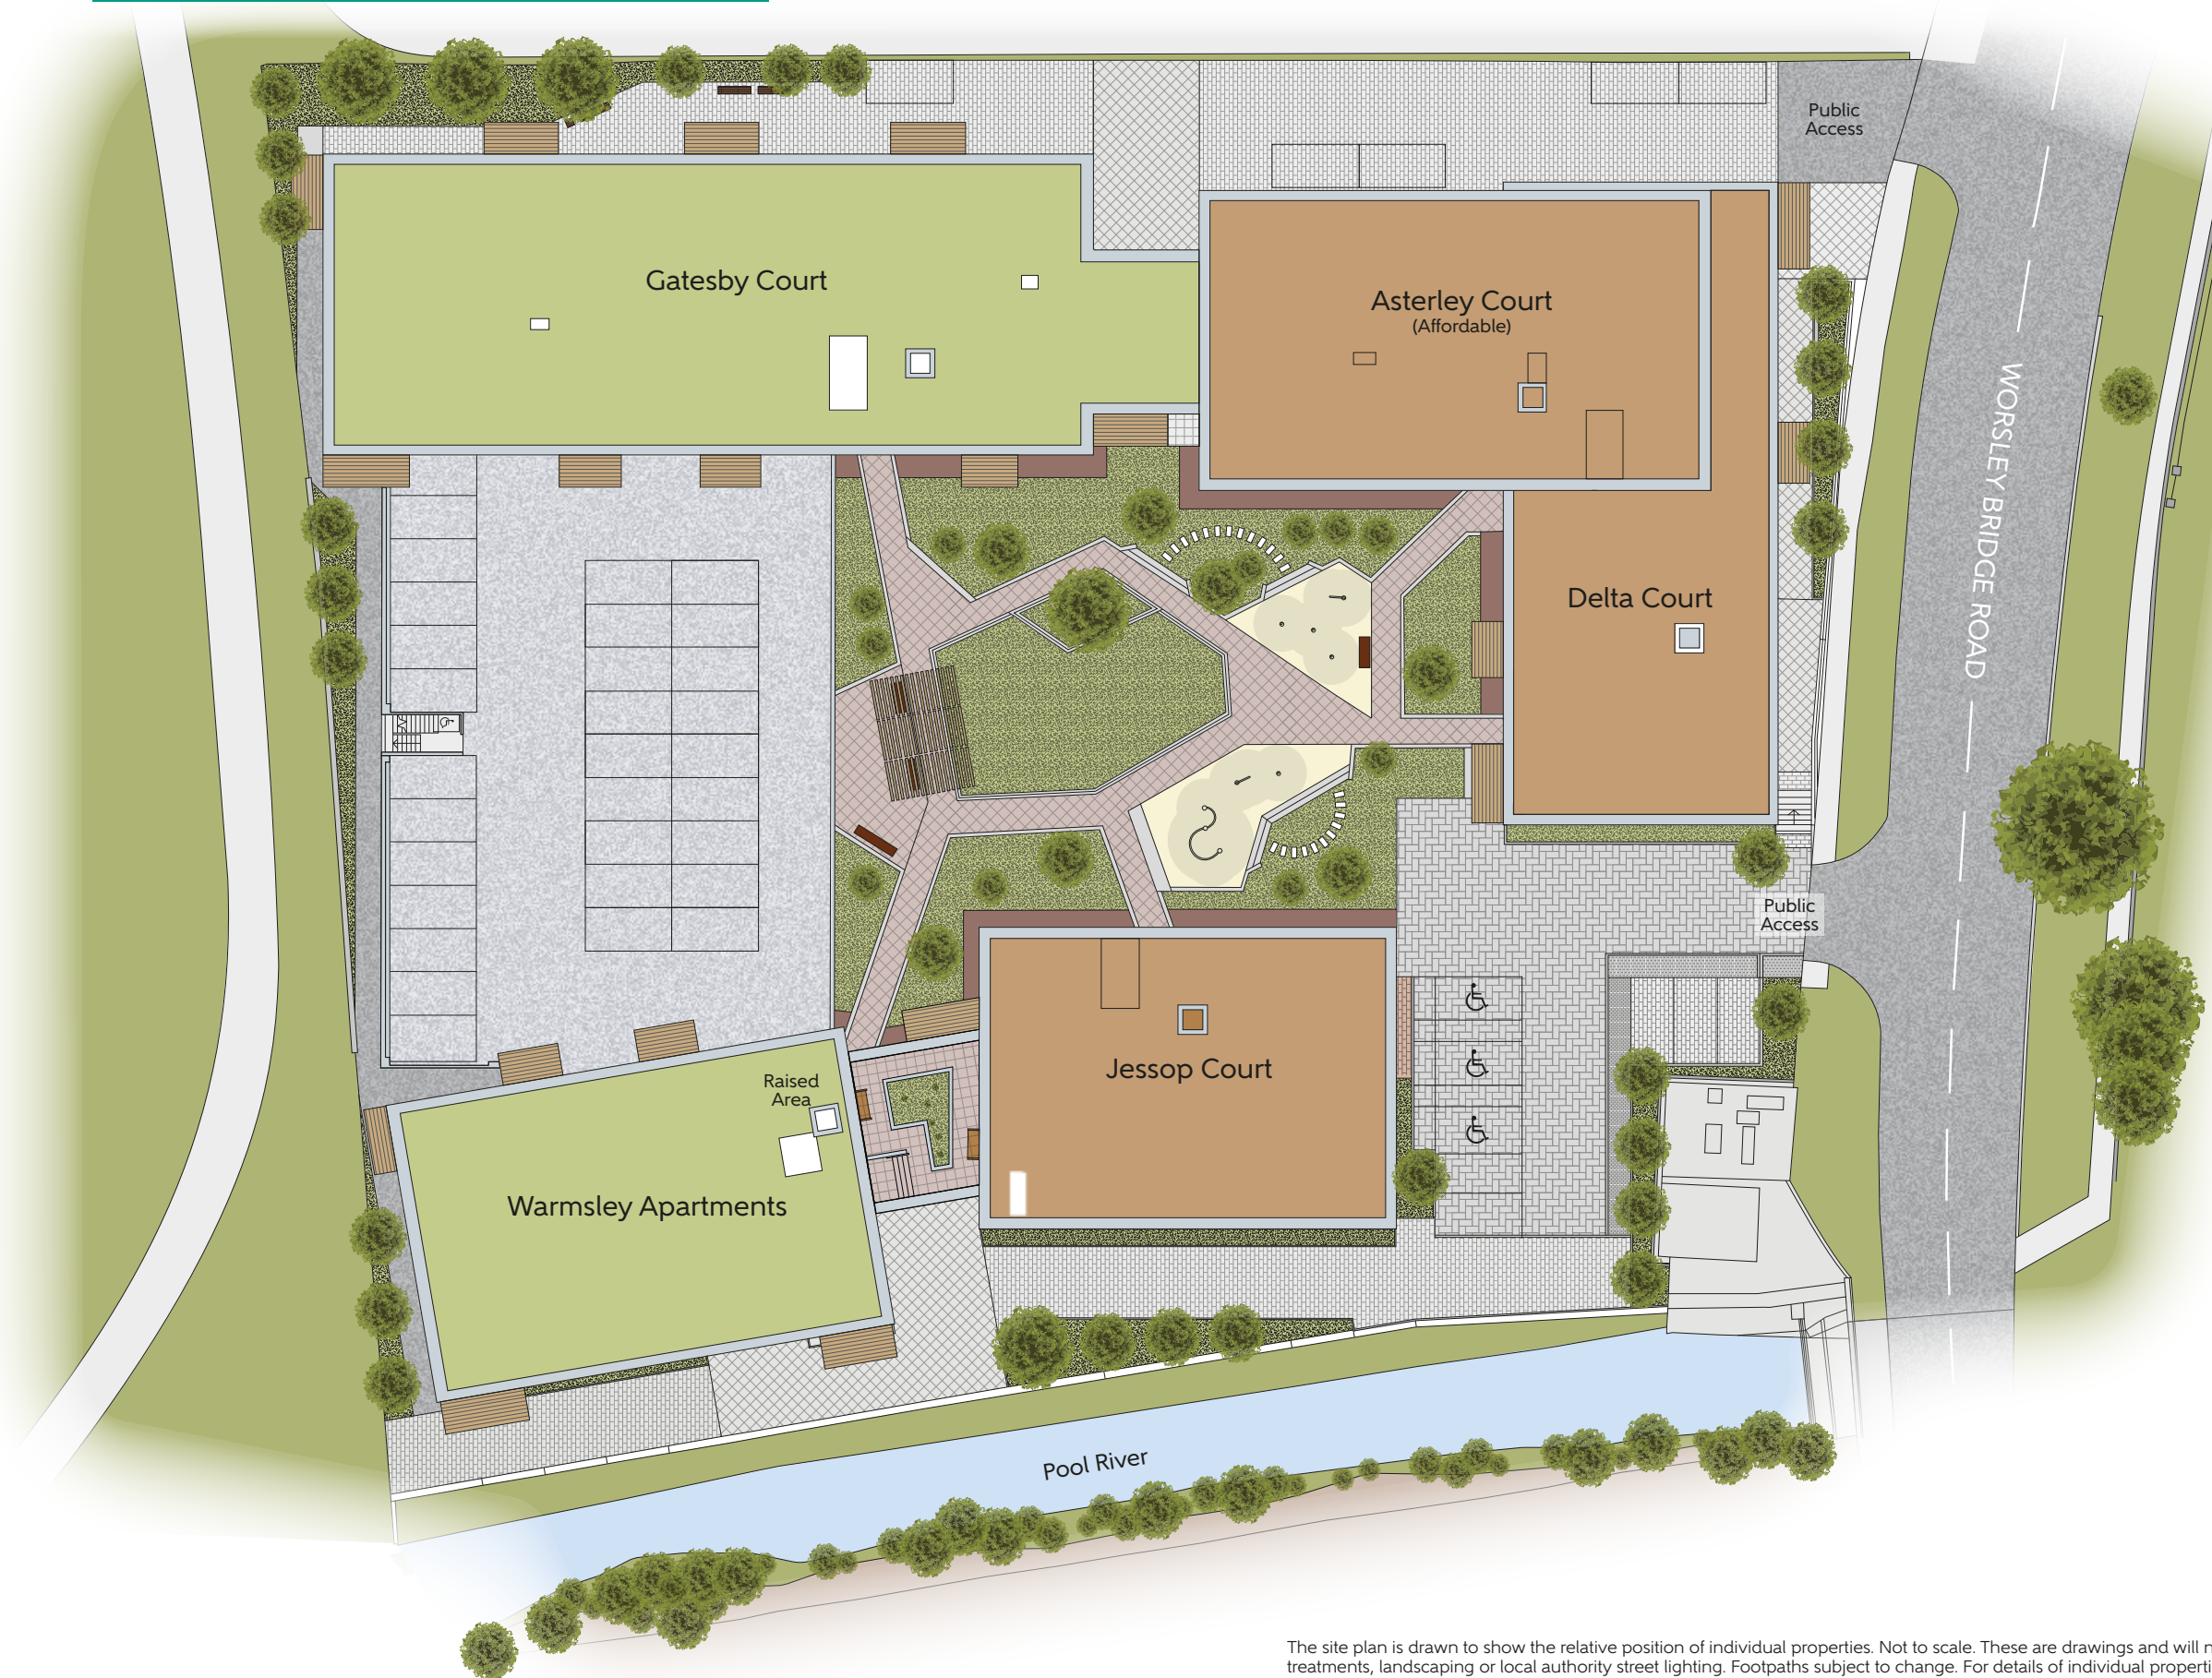 Public
Access
Gatesby Court
Asterley Court
(Affordable)
WORSLEY BRIDGE ROAD
Delta Court
Public
Access
Jessop Court
Raised
Area
Warmsley Apartments
Pool River
The site plan is drawn to show the relative position of individual properties. Not to scale. These are drawings and will
treatments, landscaping or local authority street lighting. Footpaths subject to change. For details of individual